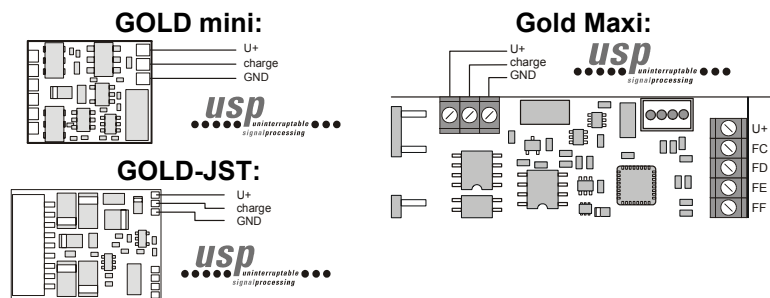 GOLD mini:
U+
charge
GND
usp
uninterruptable
signalprocessing
GOLD-JST:
U+
charge
GND
usp
uninterruptable
signalprocessing
Gold Maxi:
U+
charge
GND
usp
uninterruptable
signalprocessing
U+
FC
FD
FE
FF